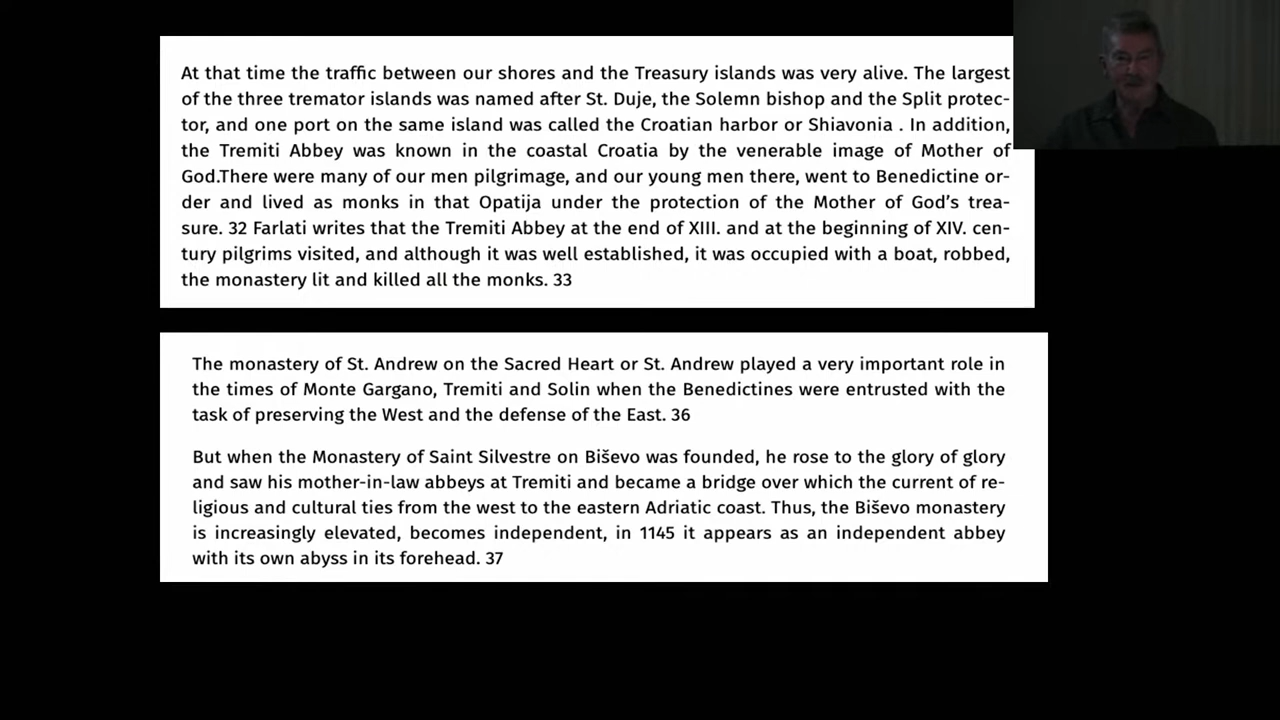 At that time the traffic between our shores and the Treasury islands was very alive. The largest
of the three tremator islands was named after St. Duje, the Solemn bishop and the Split protec-
tor, and one port on the same island was called the Croatian harbor or Shiavonia . In addition,
the Tremiti Abbey was known in the coastal Croatia by the venerable image of Mother of
God.There were many of our men pilgrimage, and our young men there, went to Benedictine or-
der and lived as monks in that Opatija under the protection of the Mother of God’s trea-
sure. 32 Farlati writes that the Tremiti Abbey at the end of XIII. and at the beginning of XIV. cen-
tury pilgrims visited, and although it was well established, it was occupied with a boat, robbed,
the monastery lit and killed all the monks. 33
The monastery of St. Andrew on the Sacred Heart or St. Andrew played a very important role in
the times of Monte Gargano, Tremiti and Solin when the Benedictines were entrusted with the
task of preserving the West and the defense of the East. 36
But when the Monastery of Saint Silvestre on Biševo was founded, he rose to the glory of glory
and saw his mother-in-law abbeys at Tremiti and became a bridge over which the current of re-
ligious and cultural ties from the west to the eastern Adriatic coast. Thus, the Biševo monastery
is increasingly elevated, becomes independent, in 1145 it appears as an independent abbey
with its own abyss in its forehead. 37